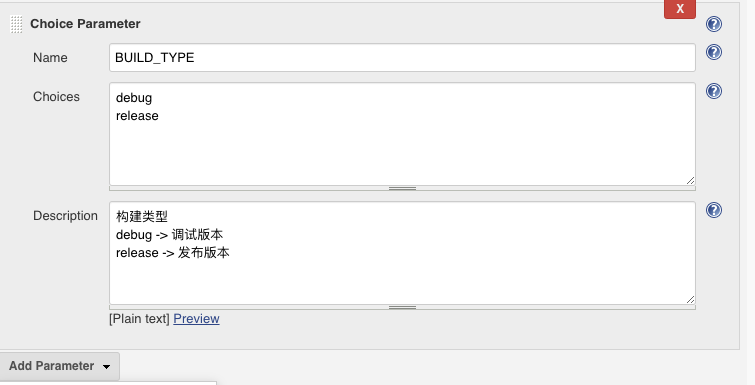 X
Choice Parameter
Name
BUILD_TYPE
Choices
debug
release
Description
构建类型
debug -> 调试版本
release -> 发布版本
[Plain text] Preview
Add Parameter